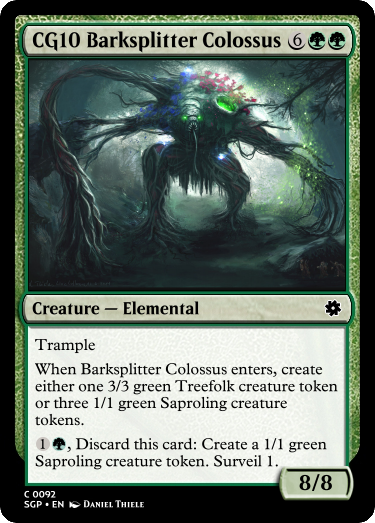 CG10 Barksplitter Colossus 6
Creature — Elemental
Trample
When Barksplitter Colossus enters, create
either one 3/3 green Treefolk creature token
or three 1/1 green Saproling creature
tokens.
1, Discard this card: Create a 1/1 green
Saproling creature token. Surveil 1.
8/8
C 0092
SGP • EN Daniel Thiele